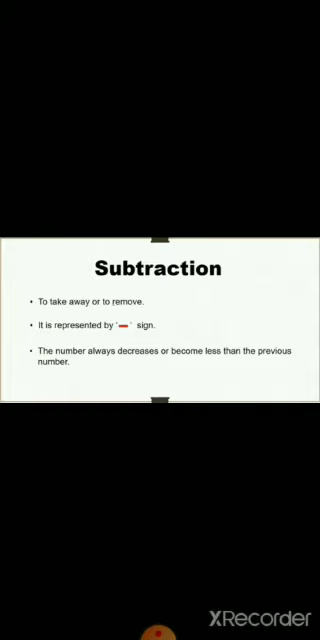 Subtraction
• To take away or to remove.
• It is represented by '━' sign.
• The number always decreases or become less than the previous
number.
XRecorder